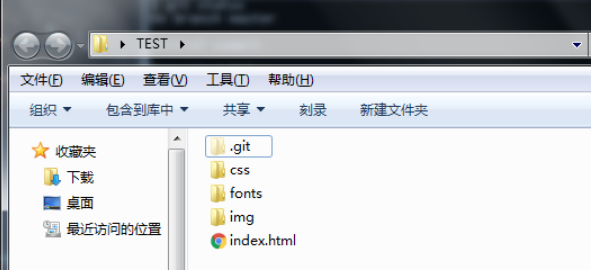 TEST
文件(F) 编辑(E) 查看(V) 工具(T) 帮助(H)
组织 包含到库中 共享 刻录 新建文件夹
收藏夹
下载
桌面
最近访问的位置
.git
css
fonts
img
index.html